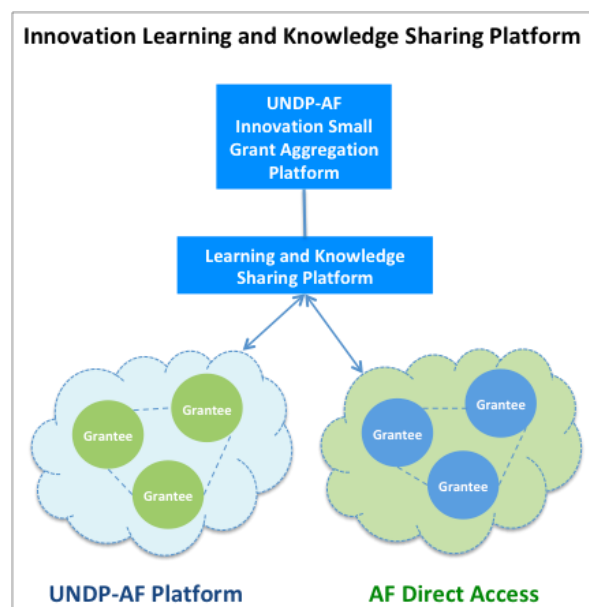 Innovation Learning and Knowledge Sharing Platform
UNDP-AF
Innovation Small
Grant Aggregation
Platform
Learning and Knowledge
Sharing Platform
Grantee
Grantee
Grantee
Grantee
Grantee
Grantee
UNDP-AF Platform
AF Direct Access